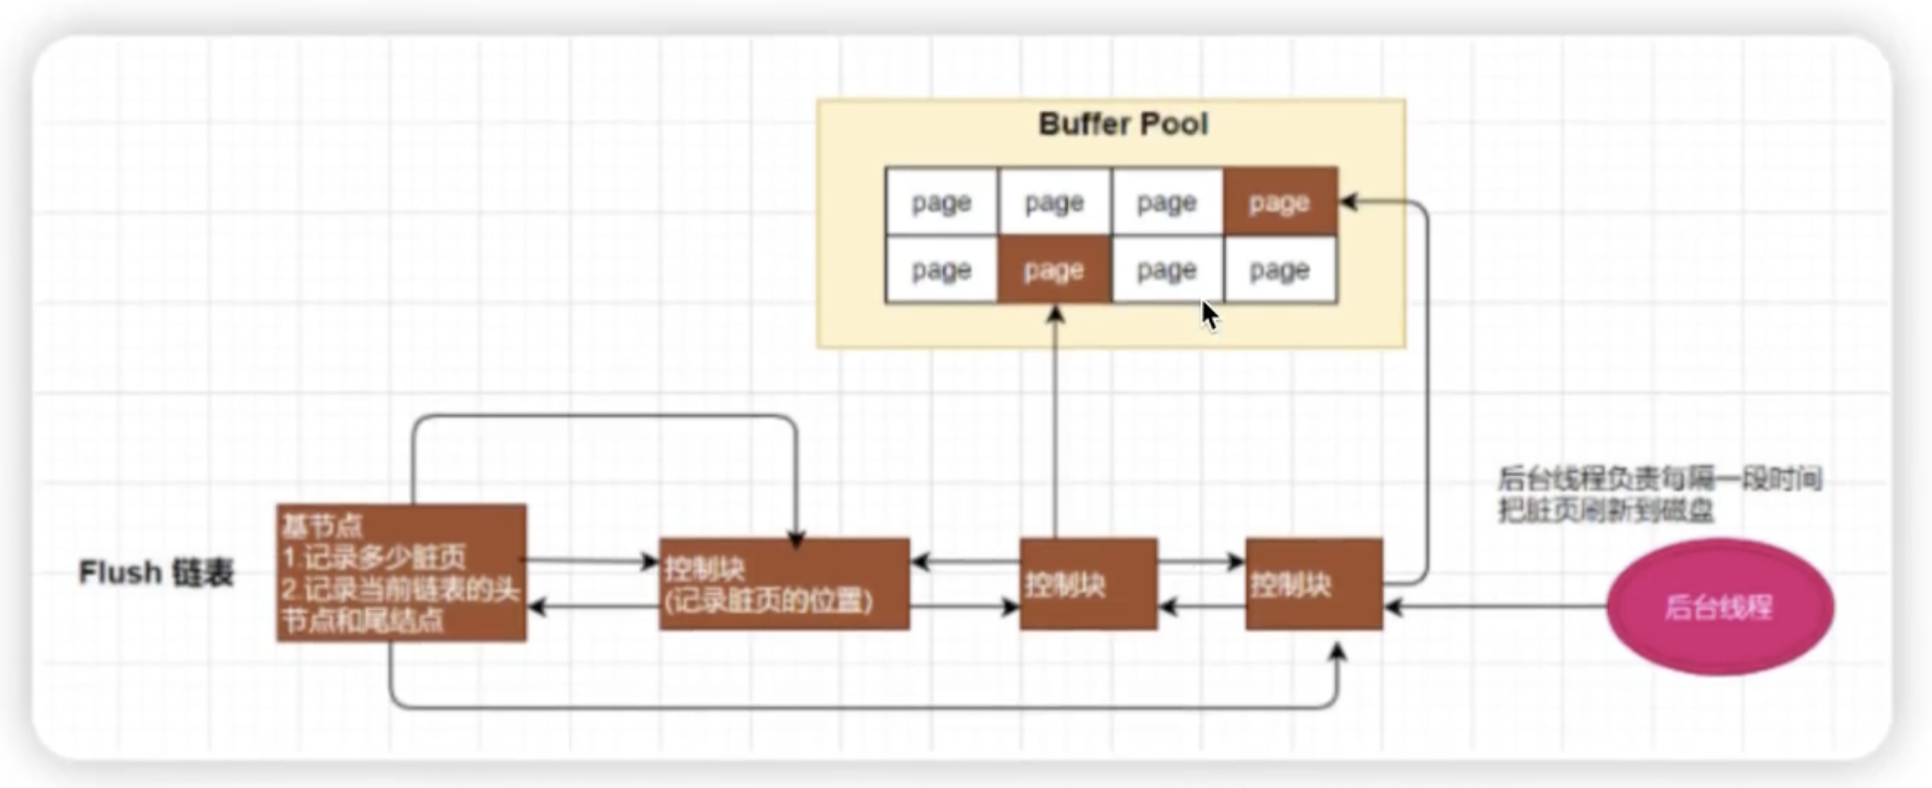 Buffer Pool
page page page page
page page page page
后台线程负责每隔一段时间
把脏页刷新到磁盘
Flush 链表
基节点
1.记录多少脏页
2.记录当前链表的头
节点和尾结点
控制块
(记录脏页的位置)
控制块
控制块
后台线程